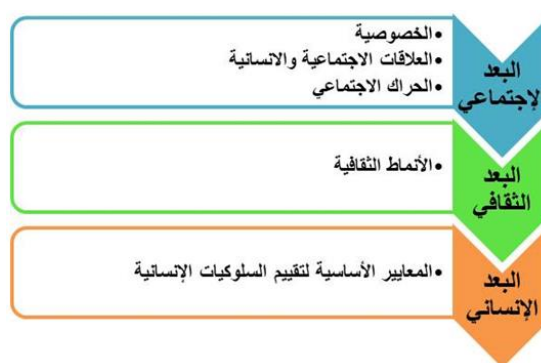 البعد
لإجتماعي
•الخصوصية
•العلاقات الاجتماعية والانسانية
•الحراك الاجتماعي
البعد
الثقافي
•الأنماط الثقافية
البعد
الإنساني
•المعايير الأساسية لتقييم السلوكيات الإنسانية